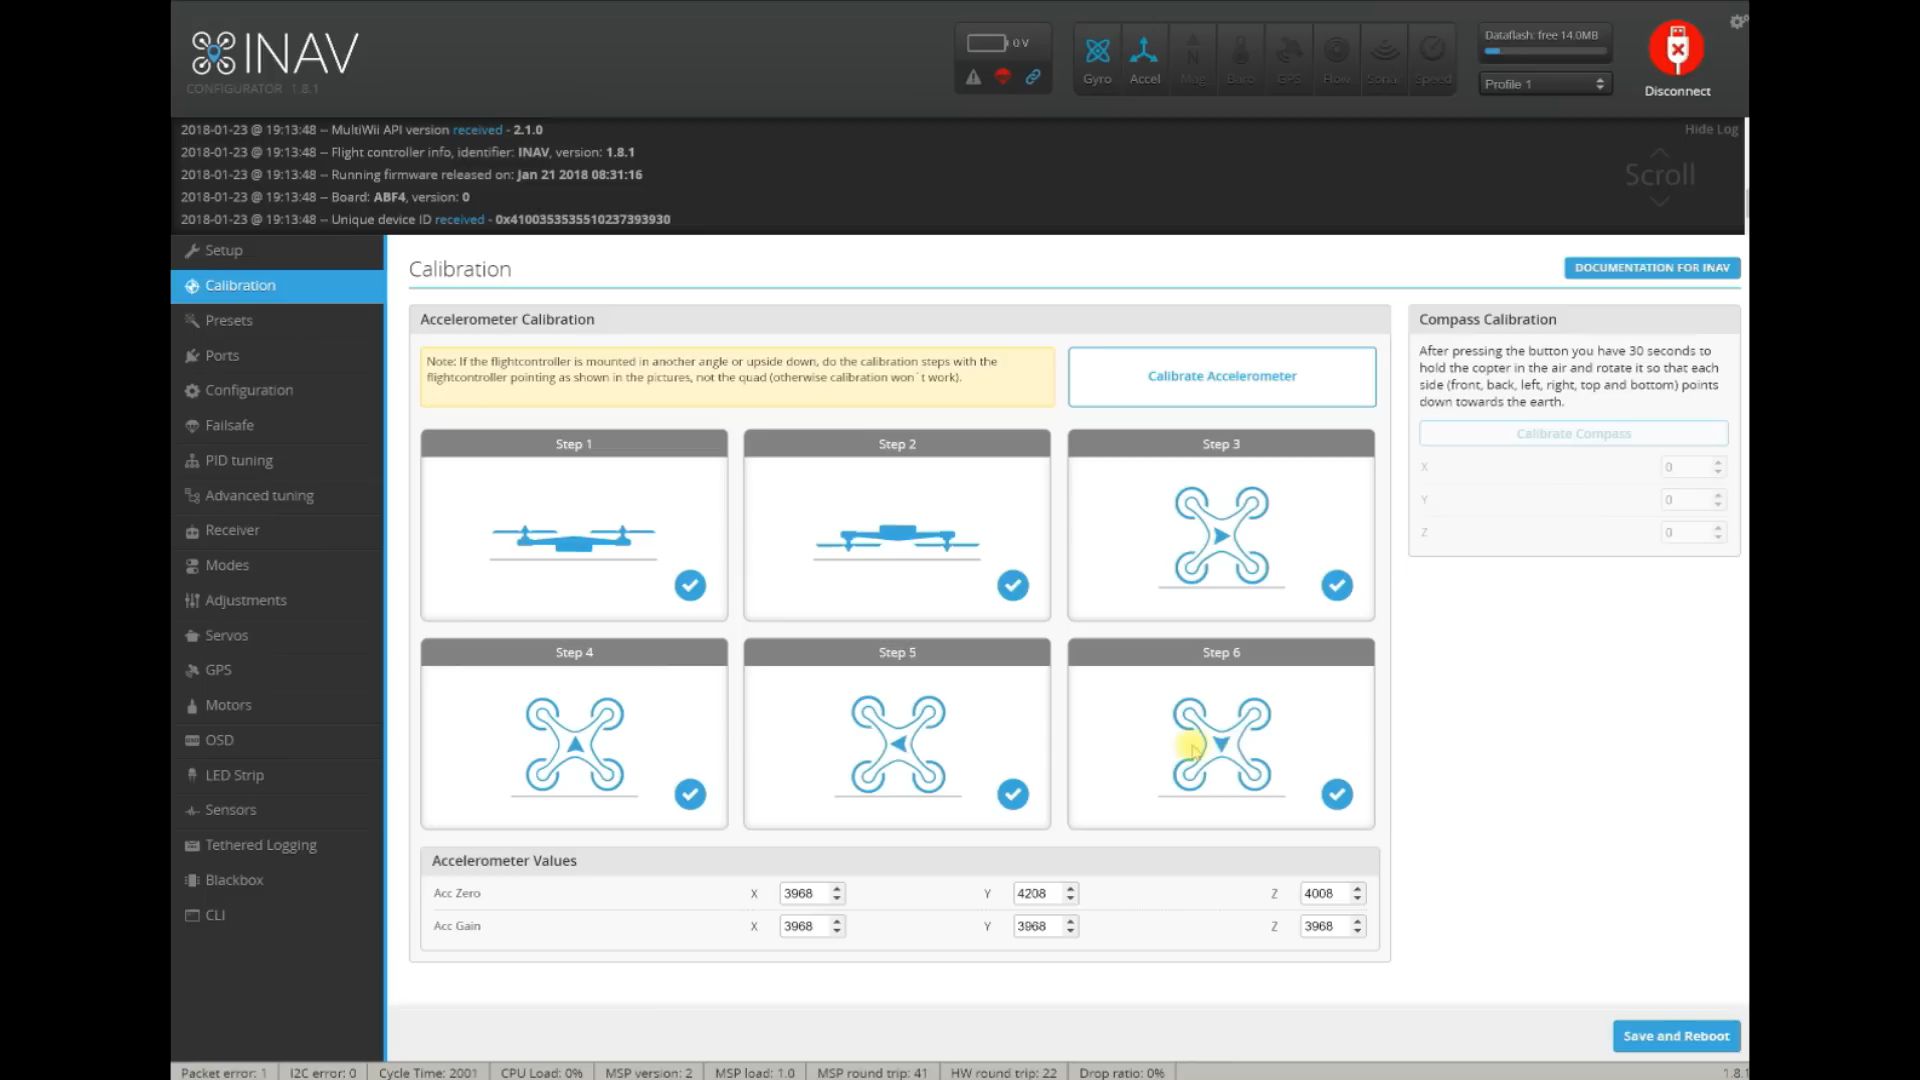 INAV
CONFIGURATOR 1.8.1
0 V
Gyro
Accel
Mag
Baro
GPS
Flow
Sonar
Speed
Dataflash: free 14.0MB
Profile 1
Disconnect
2018-01-23 @ 19:13:48 -- MultiWii API version received - 2.1.0
Hide Log
2018-01-23 @ 19:13:48 -- Flight controller info, identifier: INAV, version: 1.8.1
2018-01-23 @ 19:13:48 -- Running firmware released on: Jan 21 2018 08:31:16
Scroll
2018-01-23 @ 19:13:48 -- Board: ABF4, version: 0
2018-01-23 @ 19:13:48 -- Unique device ID received - 0x4100353535510237393930
Setup
Calibration
Presets
Ports
Configuration
Failsafe
PID tuning
Advanced tuning
Receiver
Modes
Adjustments
Servos
GPS
Motors
OSD
LED Strip
Sensors
Tethered Logging
Blackbox
CLI
Calibration
DOCUMENTATION FOR INAV
Accelerometer Calibration
Note: If the flightcontroller is mounted in another angle or upside down, do the calibration steps with the
flightcontroller pointing as shown in the pictures, not the quad (otherwise calibration won`t work).
Calibrate Accelerometer
Step 1
Step 2
Step 3
Step 4
Step 5
Step 6
Accelerometer Values
Acc Zero X 3968 Y 4208 Z 4008
Acc Gain X 3968 Y 3968 Z 3968
Compass Calibration
After pressing the button you have 30 seconds to
hold the copter in the air and rotate it so that each
side (front, back, left, right, top and bottom) points
down towards the earth.
Calibrate Compass
X 0
Y 0
Z 0
Save and Reboot
Packet error: 1
I2C error: 0
Cycle Time: 2001
CPU Load: 0%
MSP version: 2
MSP load: 1.0
MSP round trip: 41
HW round trip: 22
Drop ratio: 0%
1.8.1